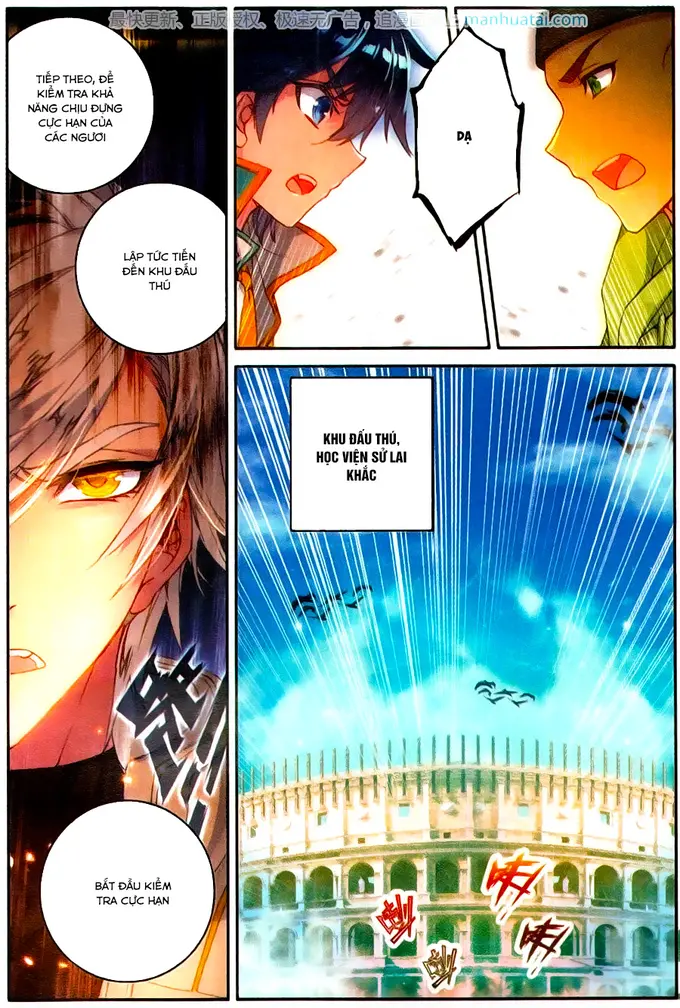 最快更新、正版授权、极速无广告，追漫
manhuatai.com
TIẾP THEO, ĐỂ
KIỂM TRA KHẢ
NĂNG CHỊU ĐỰNG
CỰC HẠN CỦA
CÁC NGƯƠI
LẬP TỨC TIẾN
ĐẾN KHU ĐẤU
THÚ
DẠ
KHU ĐẤU THÚ,
HỌC VIỆN SỬ LAI
KHẮC
BẤT ĐẦU KIỂM
TRA CỰC HẠN